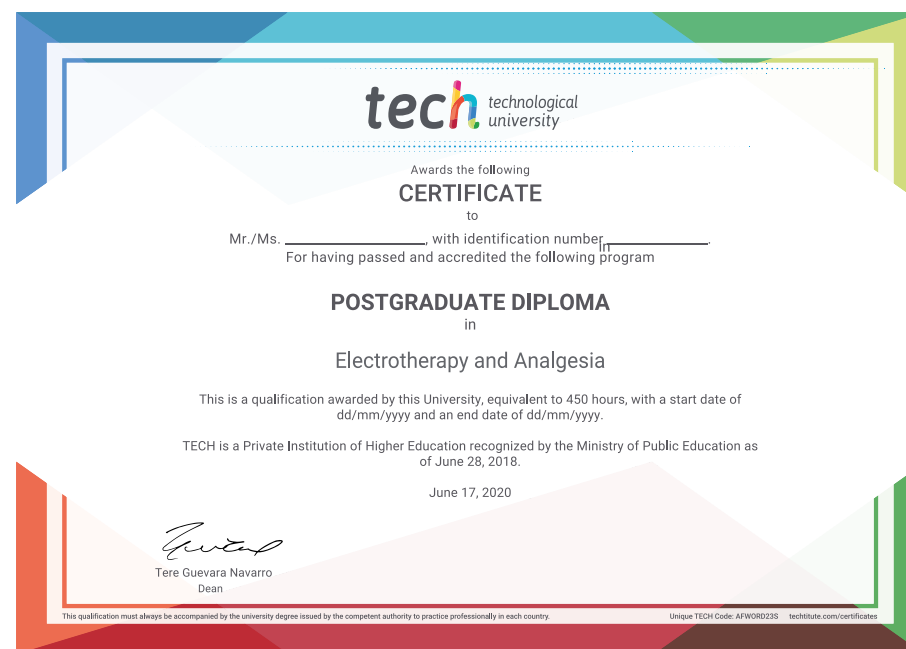 tech technological
university
Awards the following
CERTIFICATE
to
Mr./Ms. ____________________, with identification number ______________.
in
For having passed and accredited the following program
POSTGRADUATE DIPLOMA
in
Electrotherapy and Analgesia
This is a qualification awarded by this University, equivalent to 450 hours, with a start date of
dd/mm/yyyy and an end date of dd/mm/yyyy.
TECH is a Private Institution of Higher Education recognized by the Ministry of Public Education as
of June 28, 2018.
June 17, 2020
Tere Guevara Navarro
Dean
This qualification must always be accompanied by the university degree issued by the competent authority to practice professionally in each country.
Unique TECH Code: AFWORD23S techtitute.com/certificates